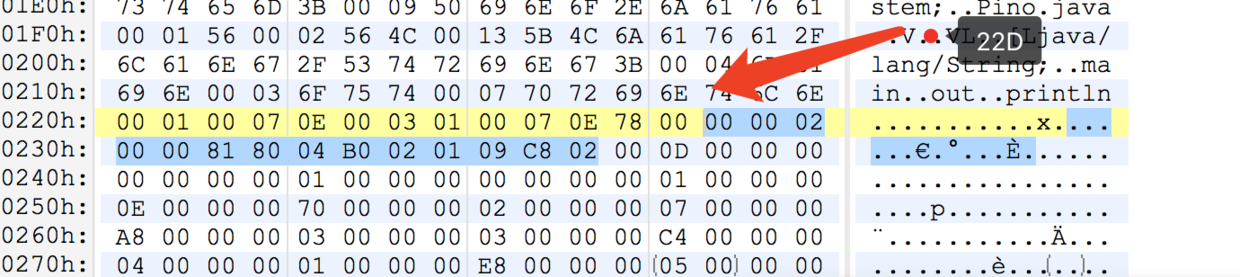 01E0h: 73 74 65 6D 3B 00 09 50 69 6E 6F 2E 6A 61 76 61 stem;..Pino.java
01F0h: 00 01 56 00 02 56 4C 00 13 5B 4C 6A 61 76 61 2F ..V..VL java/
22D
0200h: 6C 61 6E 67 2F 53 74 72 69 6E 67 3B 00 04 lang/String;..ma
0210h: 69 6E 00 03 6F 75 74 00 07 70 72 69 6E 74 6C 6E in..out..println
0220h: 00 01 00 07 0E 00 03 01 00 07 0E 78 00 00 00 02 ...........x....
0230h: 00 00 81 80 04 B0 02 01 09 C8 02 00 0D 00 00 00 ...€.°...È......
0240h: 00 00 00 00 01 00 00 00 00 00 00 00 01 00 00 00 ................
0250h: 0E 00 00 00 70 00 00 00 02 00 00 00 07 00 00 00 ....p...........
0260h: A8 00 00 00 03 00 00 00 03 00 00 00 C4 00 00 00 ¨...........Ä...
0270h: 04 00 00 00 01 00 00 00 E8 00 00 00 (05 00) 00 00 ........è...(..)..